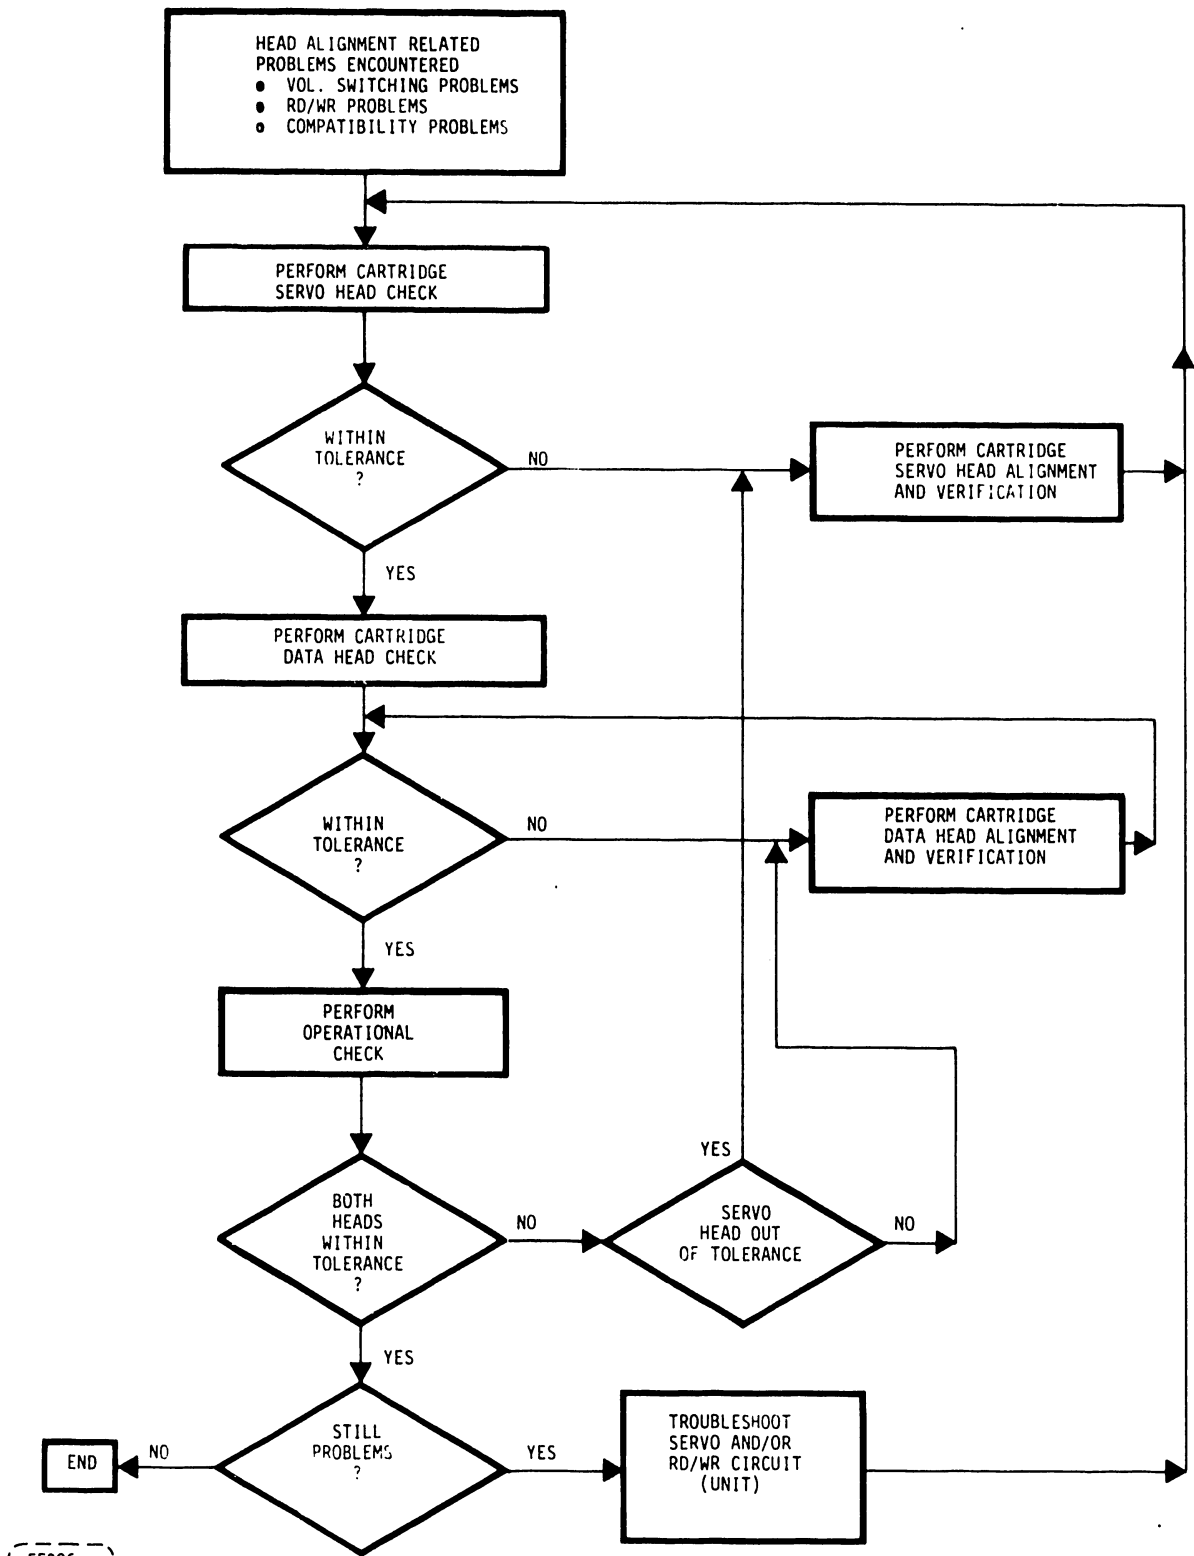 HEAD ALIGNMENT RELATED
PROBLEMS ENCOUNTERED
● VOL. SWITCHING PROBLEMS
● RD/WR PROBLEMS
● COMPATIBILITY PROBLEMS
PERFORM CARTRIDGE
SERVO HEAD CHECK
WITHIN
TOLERANCE
?
NO
PERFORM CARTRIDGE
SERVO HEAD ALIGNMENT
AND VERIFICATION
YES
PERFORM CARTRIDGE
DATA HEAD CHECK
WITHIN
TOLERANCE
?
NO
PERFORM CARTRIDGE
DATA HEAD ALIGNMENT
AND VERIFICATION
YES
PERFORM
OPERATIONAL
CHECK
BOTH
HEADS
WITHIN
TOLERANCE
?
NO
YES
SERVO
HEAD OUT
OF TOLERANCE
NO
YES
STILL
PROBLEMS
?
NO
END
YES
TROUBLESHOOT
SERVO AND/OR
RD/WR CIRCUIT
(UNIT)